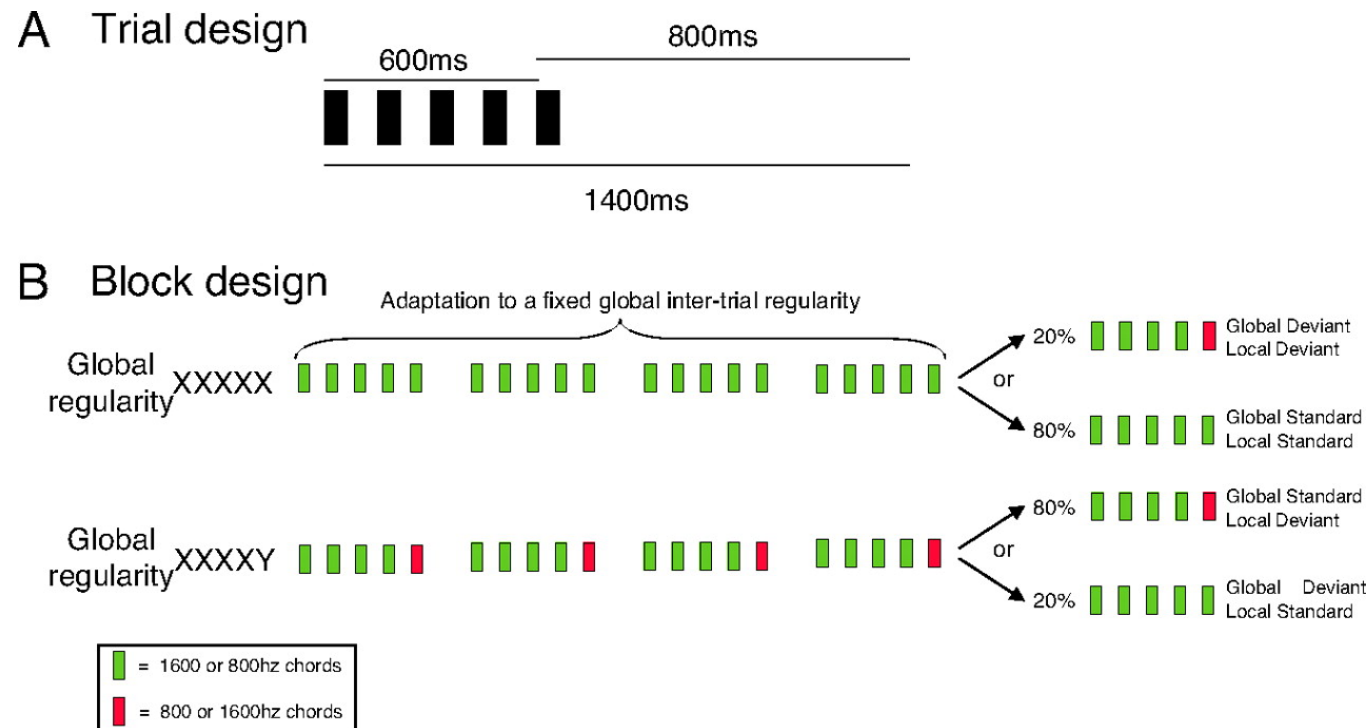 A Trial design
800ms
600ms
1400ms
B Block design
Adaptation to a fixed global inter-trial regularity
Global
regularity XXXXX
20%
Global Deviant
Local Deviant
or
80%
Global Standard
Local Standard
Global
regularity XXXXY
80%
Global Standard
Local Deviant
or
20%
Global Deviant
Local Standard
= 1600 or 800hz chords
= 800 or 1600hz chords